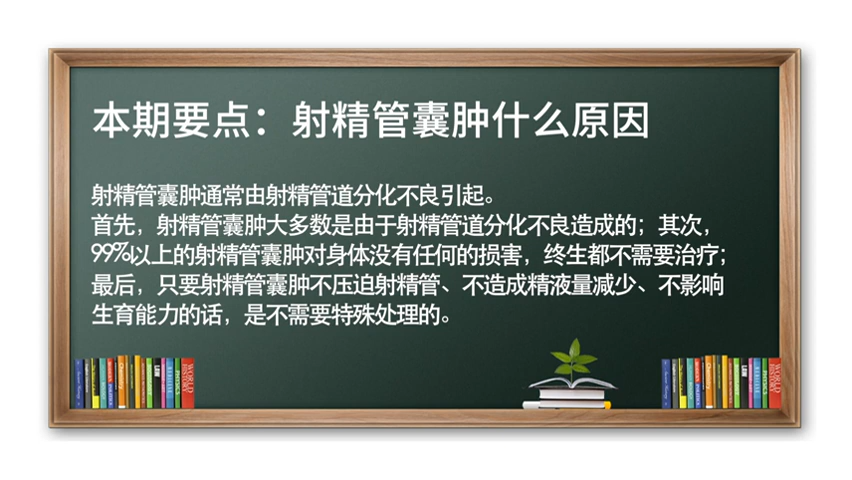 本期要点：射精管囊肿什么原因
射精管囊肿通常由射精管道分化不良引起。
首先，射精管囊肿大多数是由于射精管道分化不良造成的；其次，
99%以上的射精管囊肿对身体没有任何的损害，终生都不需要治疗；
最后，只要射精管囊肿不压迫射精管、不造成精液量减少、不影响
生育能力的话，是不需要特殊处理的。
WORLD HISTORY
WORLD HISTORY